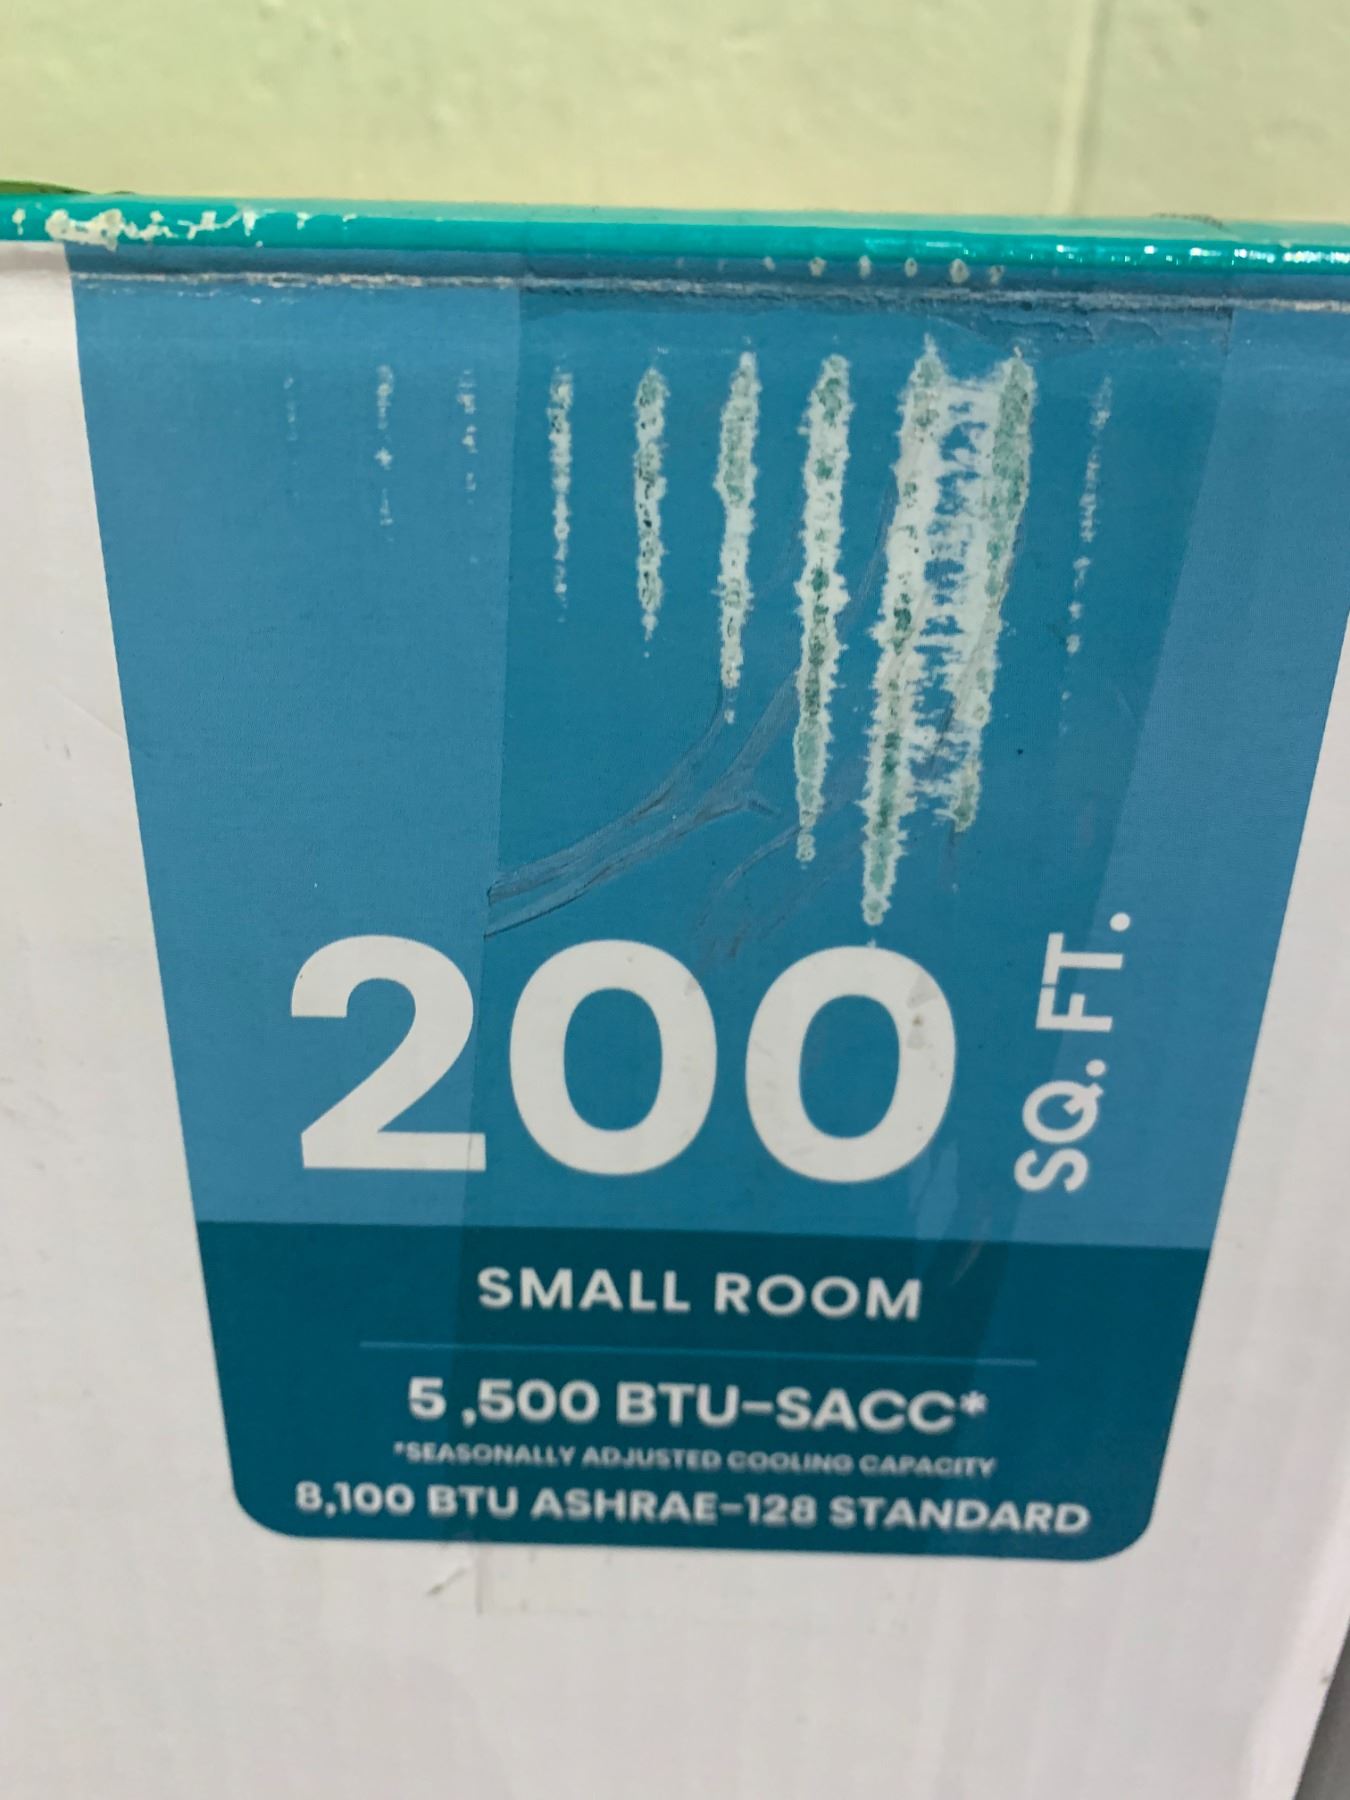 200 SQ. FT.
SMALL ROOM
5 ,500 BTU-SACC*
*SEASONALLY ADJUSTED COOLING CAPACITY
8,100 BTU ASHRAE-128 STANDARD